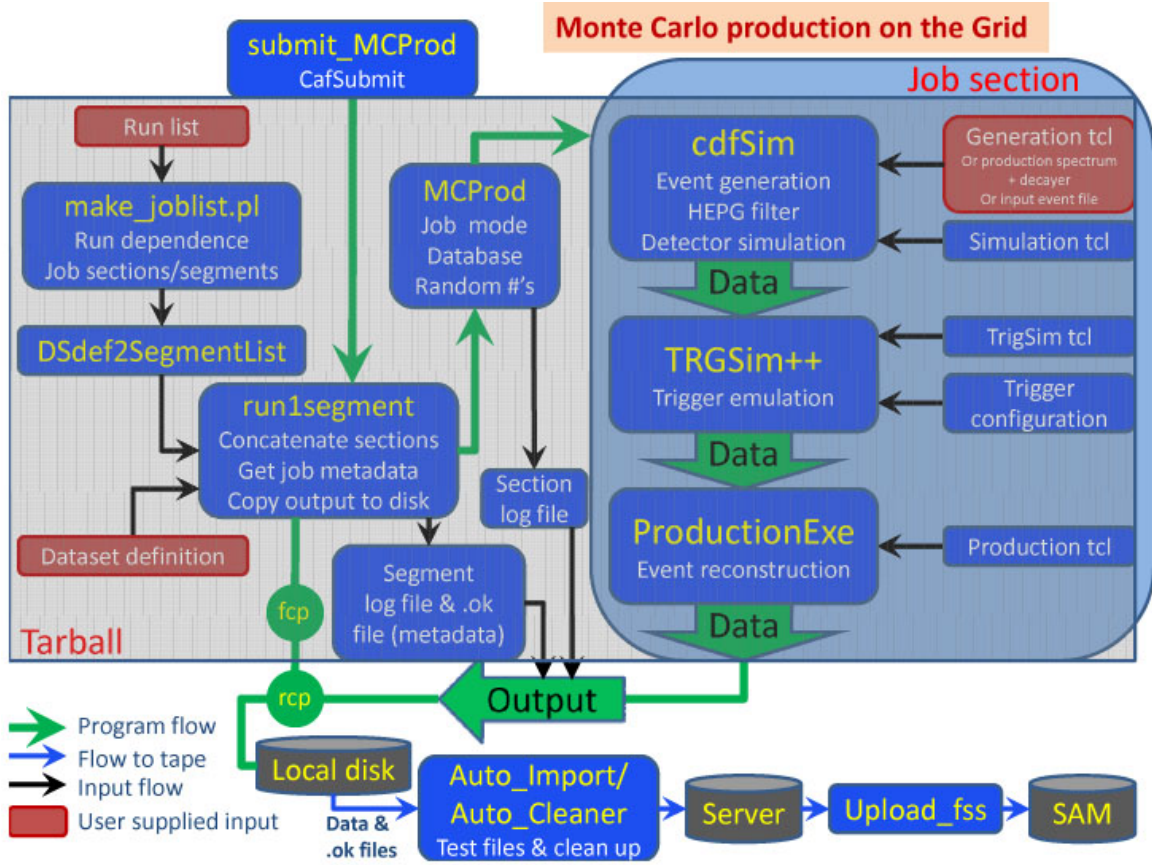 Monte Carlo production on the Grid
submit_MCProd
CafSubmit
Job section
Run list
make_joblist.pl
Run dependence
Job sections/segments
DSdef2SegmentList
MCProd
Job mode
Database
Random #'s
cdfSim
Event generation
HEPG filter
Detector simulation
Generation tcl
Or production spectrum
+ decayer
Or input event file
Simulation tcl
Data
TRGSim++
Trigger emulation
TrigSim tcl
Trigger
configuration
run1segment
Concatenate sections
Get job metadata
Copy output to disk
Data
Section
log file
ProductionExe
Event reconstruction
Production tcl
Dataset definition
Segment
log file & .ok
file (metadata)
fcp
Data
Tarball
rcp
Output
Program flow
Flow to tape
Input flow
User supplied input
Local disk
Data &
.ok files
Auto_Import/
Auto_Cleaner
Test files & clean up
Server
Upload_fss
SAM